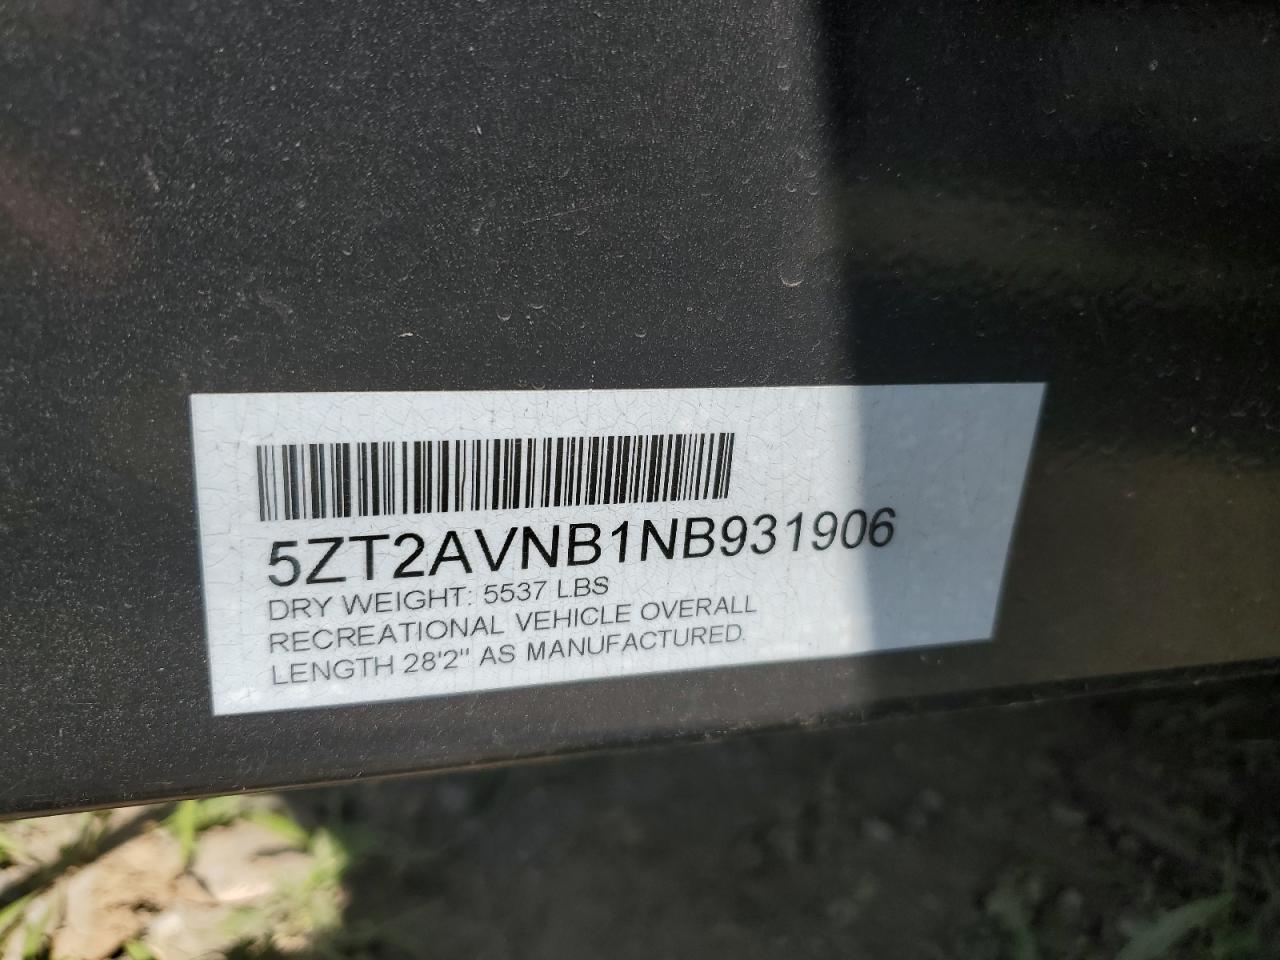 5ZT2AVNB1NB931906
DRY WEIGHT: 5537 LBS
RECREATIONAL VEHICLE OVERALL
LENGTH 28'2" AS MANUFACTURED.